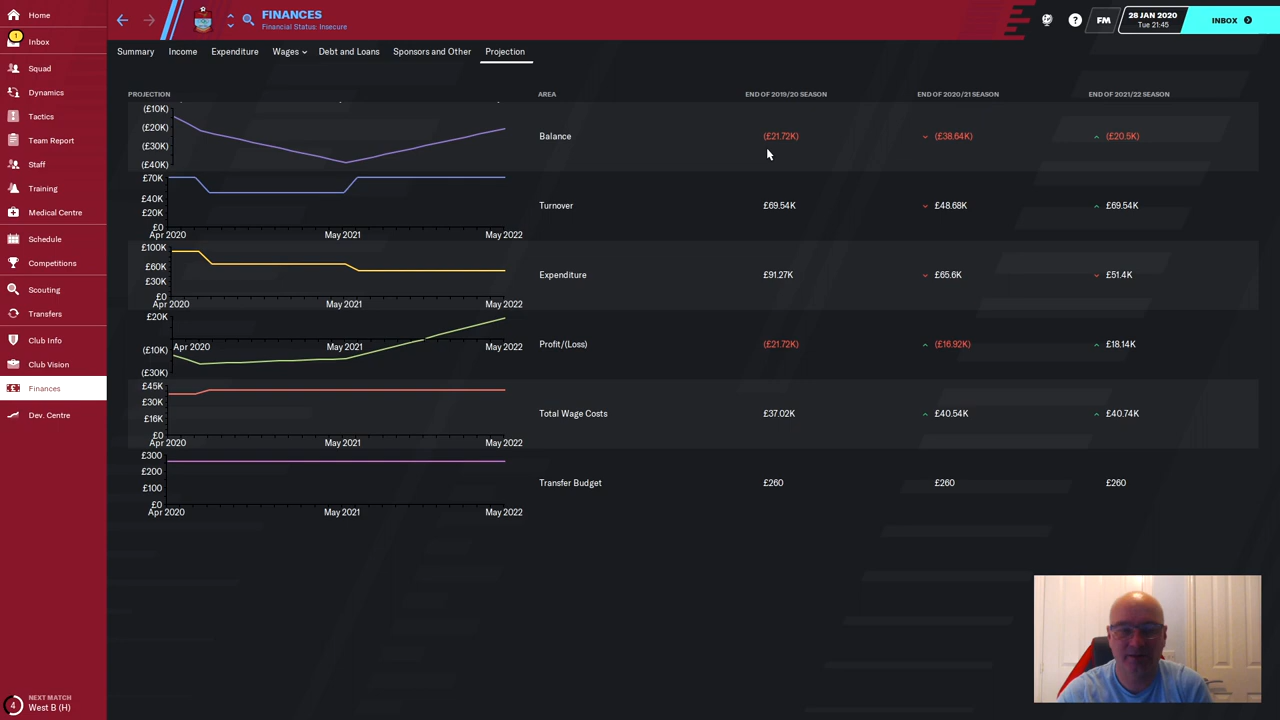 Home
1
Inbox
Squad
Dynamics
Tactics
Team Report
Staff
Training
Medical Centre
Schedule
Competitions
Scouting
Transfers
Club Info
Club Vision
Finances
Dev. Centre
NEXT MATCH
4
West B (H)
FINANCES
Financial Status: Insecure
?
FM
28 JAN 2020
Tue 21:45
INBOX
Summary
Income
Expenditure
Wages
Debt and Loans
Sponsors and Other
Projection
PROJECTION
AREA
END OF 2019/20 SEASON
END OF 2020/21 SEASON
END OF 2021/22 SEASON
(£10K)
(£20K)
(£30K)
(£40K)
Balance
(£21.72K)
(£38.64K)
(£20.5K)
£70K
£40K
£20K
£0
Apr 2020
May 2021
May 2022
Turnover
£69.54K
£48.68K
£69.54K
£100K
£60K
£30K
£0
Apr 2020
May 2021
May 2022
Expenditure
£91.27K
£65.6K
£51.4K
£20K
(£10K)
(£30K)
Apr 2020
May 2021
May 2022
Profit/(Loss)
(£21.72K)
(£16.92K)
£18.14K
£45K
£30K
£16K
£0
Apr 2020
May 2021
May 2022
Total Wage Costs
£37.02K
£40.54K
£40.74K
£300
£200
£100
£0
Apr 2020
May 2021
May 2022
Transfer Budget
£260
£260
£260